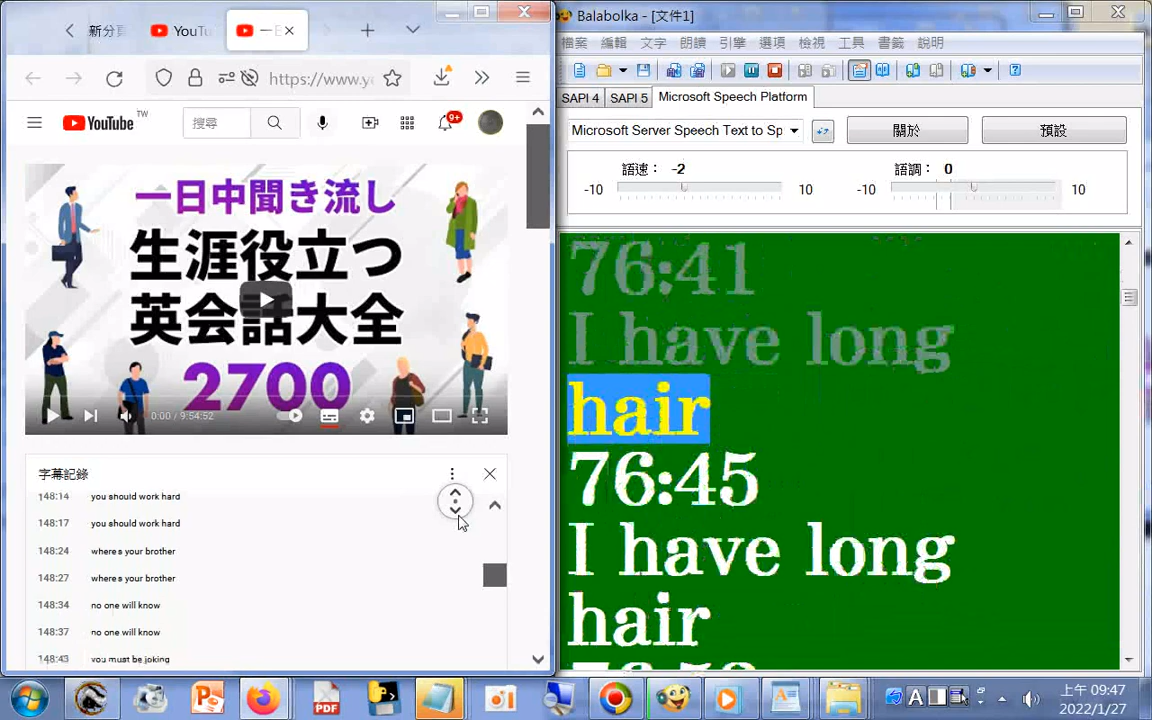 新分頁
YouTu
一E
Balabolka - [文件1]
檔案 編輯 文字 朗讀 引擎 選項 檢視 工具 書籤 說明
https://www.yo
SAPI 4 SAPI 5 Microsoft Speech Platform
YouTube TW
搜尋
9+
Microsoft Server Speech Text to Sp
關於
預設
語速： -2
語調： 0
-10 10
-10 10
一日中聞き流し
生涯役立つ
英会話大全
2700
0:00 / 9:54:52
字幕記錄
148:14 you should work hard
148:17 you should work hard
148:24 where's your brother
148:27 where's your brother
148:34 no one will know
148:37 no one will know
148:43 you must be joking
76:41
I have long
hair
76:45
I have long
hair
PDF
A
上午 09:47
2022/1/27